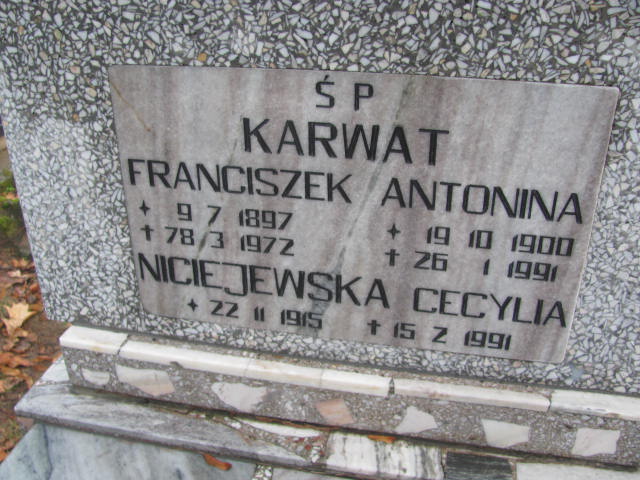 Ś P
KARWAT
FRANCISZEK ANTONINA
9 7 1897 19 10 1900
† 78 3 1972 † 26 1 1991
NICIEJEWSKA CECYLIA
22 11 1915 † 15 2 1991